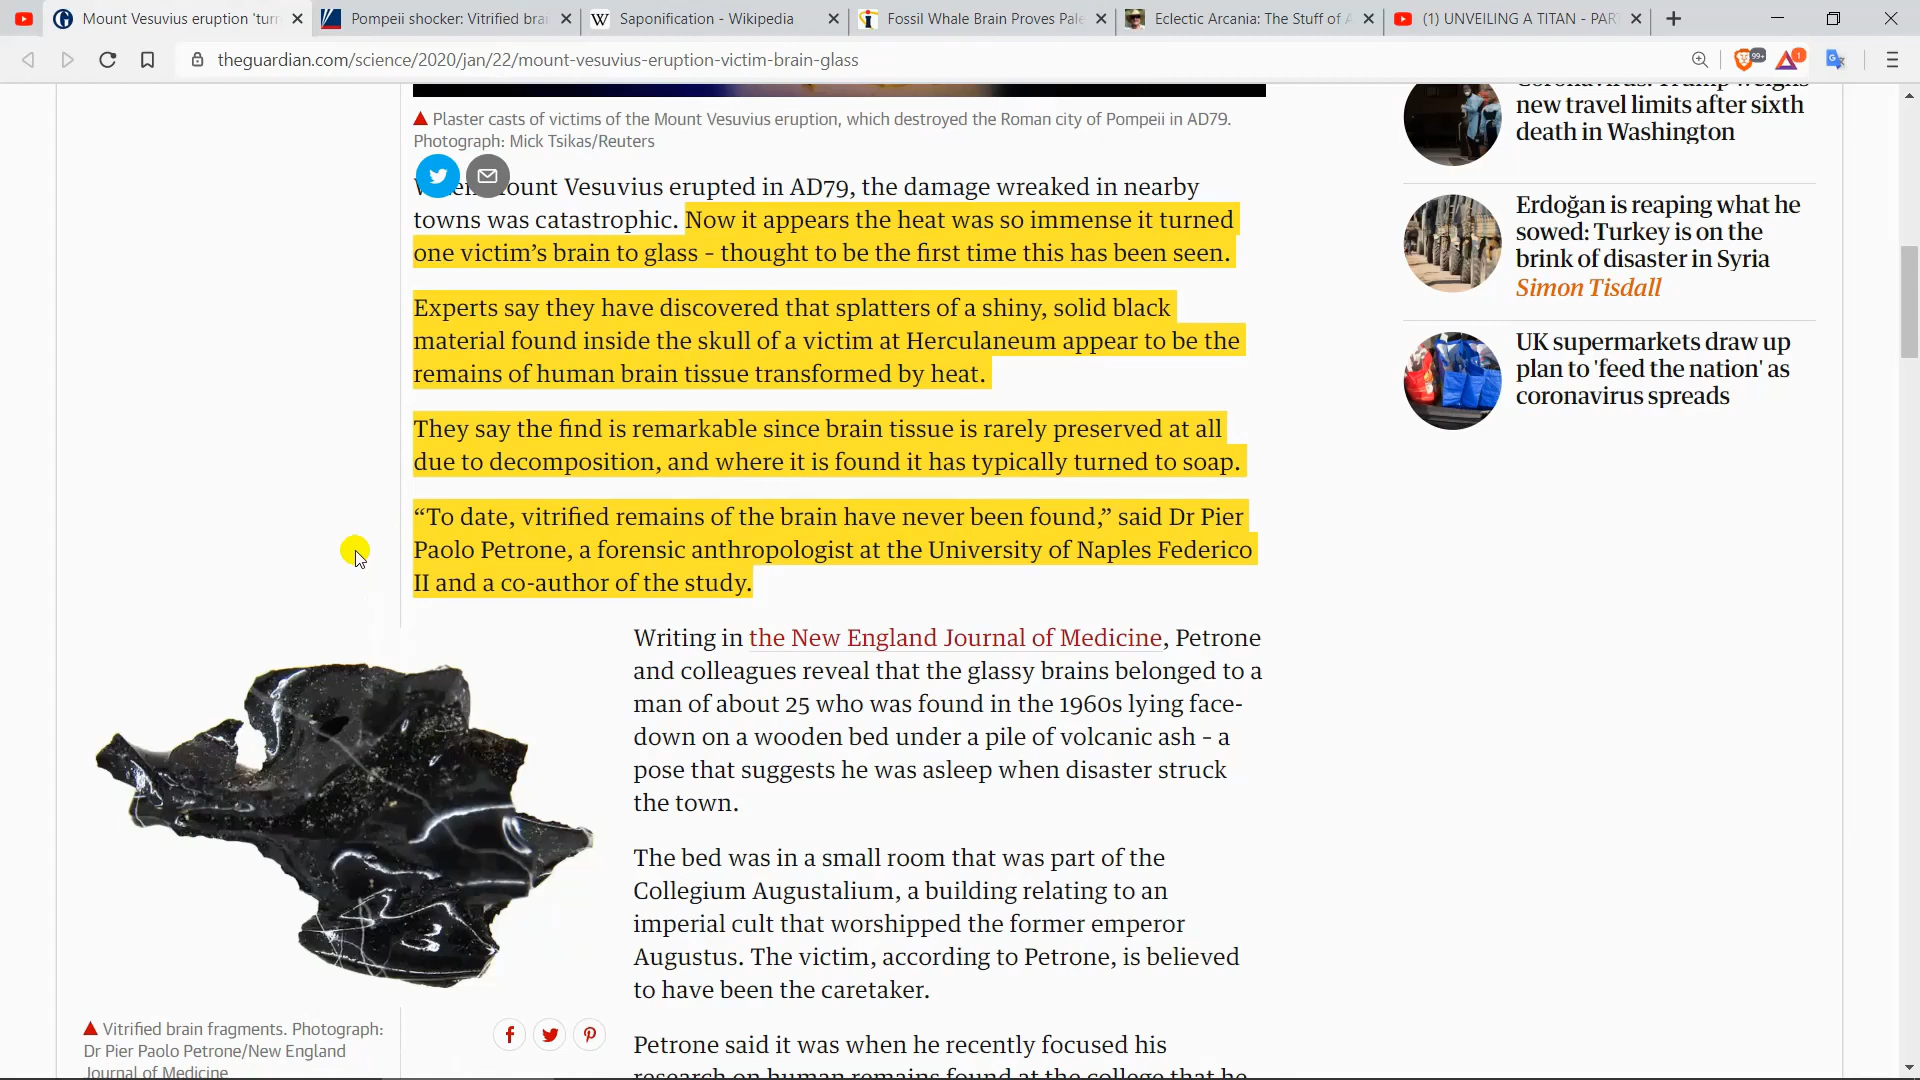 Mount Vesuvius eruption 'turr
Pompeii shocker: Vitrified brai
Saponification - Wikipedia
Fossil Whale Brain Proves Pale
Eclectic Arcania: The Stuff of A
(1) UNVEILING A TITAN - PAR
theguardian.com/science/2020/jan/22/mount-vesuvius-eruption-victim-brain-glass
99+
1
Plaster casts of victims of the Mount Vesuvius eruption, which destroyed the Roman city of Pompeii in AD79.
Photograph: Mick Tsikas/Reuters
ount Vesuvius erupted in AD79, the damage wreaked in nearby
towns was catastrophic. Now it appears the heat was so immense it turned
one victim’s brain to glass – thought to be the first time this has been seen.
Experts say they have discovered that splatters of a shiny, solid black
material found inside the skull of a victim at Herculaneum appear to be the
remains of human brain tissue transformed by heat.
They say the find is remarkable since brain tissue is rarely preserved at all
due to decomposition, and where it is found it has typically turned to soap.
“To date, vitrified remains of the brain have never been found,” said Dr Pier
Paolo Petrone, a forensic anthropologist at the University of Naples Federico
II and a co-author of the study.
Writing in the New England Journal of Medicine, Petrone
and colleagues reveal that the glassy brains belonged to a
man of about 25 who was found in the 1960s lying face-
down on a wooden bed under a pile of volcanic ash – a
pose that suggests he was asleep when disaster struck
the town.
The bed was in a small room that was part of the
Collegium Augustalium, a building relating to an
imperial cult that worshipped the former emperor
Augustus. The victim, according to Petrone, is believed
to have been the caretaker.
Petrone said it was when he recently focused his
research on human remains found at the college that he
Vitrified brain fragments. Photograph:
Dr Pier Paolo Petrone/New England
Journal of Medicine
Coronavirus: Trump weighs
new travel limits after sixth
death in Washington
Erdoğan is reaping what he
sowed: Turkey is on the
brink of disaster in Syria
Simon Tisdall
UK supermarkets draw up
plan to 'feed the nation' as
coronavirus spreads